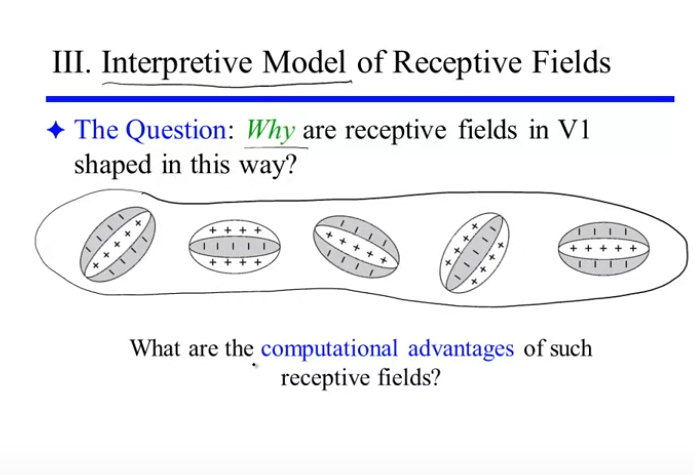 III. Interpretive Model of Receptive Fields
The Question: Why are receptive fields in V1
shaped in this way?
What are the computational advantages of such
receptive fields?